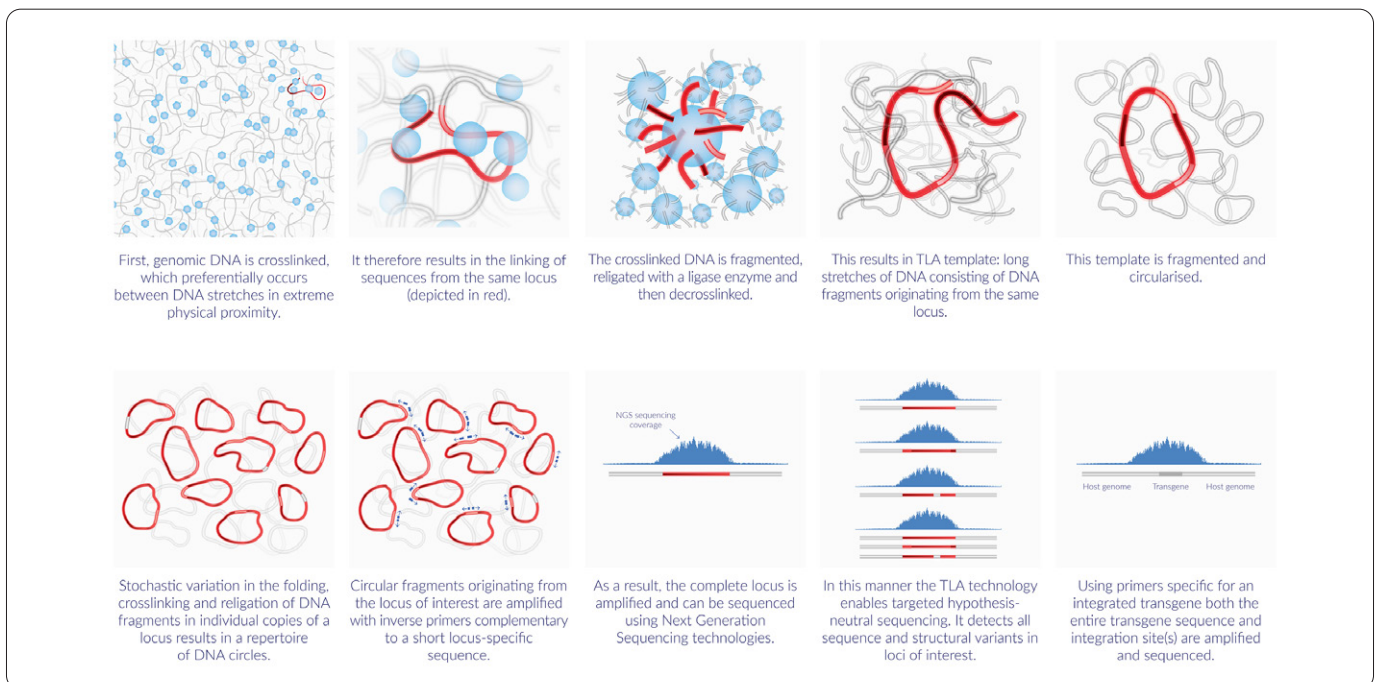 First, genomic DNA is crosslinked,
which preferentially occurs
between DNA stretches in extreme
physical proximity.
It therefore results in the linking of
sequences from the same locus
(depicted in red).
The crosslinked DNA is fragmented,
religated with a ligase enzyme and
then decrosslinked.
This results in TLA template: long
stretches of DNA consisting of DNA
fragments originating from the same
locus.
This template is fragmented and
circularised.
Stochastic variation in the folding,
crosslinking and religation of DNA
fragments in individual copies of a
locus results in a repertoire
of DNA circles.
Circular fragments originating from
the locus of interest are amplified
with inverse primers complementary
to a short locus-specific
sequence.
NGS sequencing
coverage
As a result, the complete locus is
amplified and can be sequenced
using Next Generation
Sequencing technologies.
In this manner the TLA technology
enables targeted hypothesis-
neutral sequencing. It detects all
sequence and structural variants in
loci of interest.
Host genome
Transgene
Host genome
Using primers specific for an
integrated transgene both the
entire transgene sequence and
integration site(s) are amplified
and sequenced.